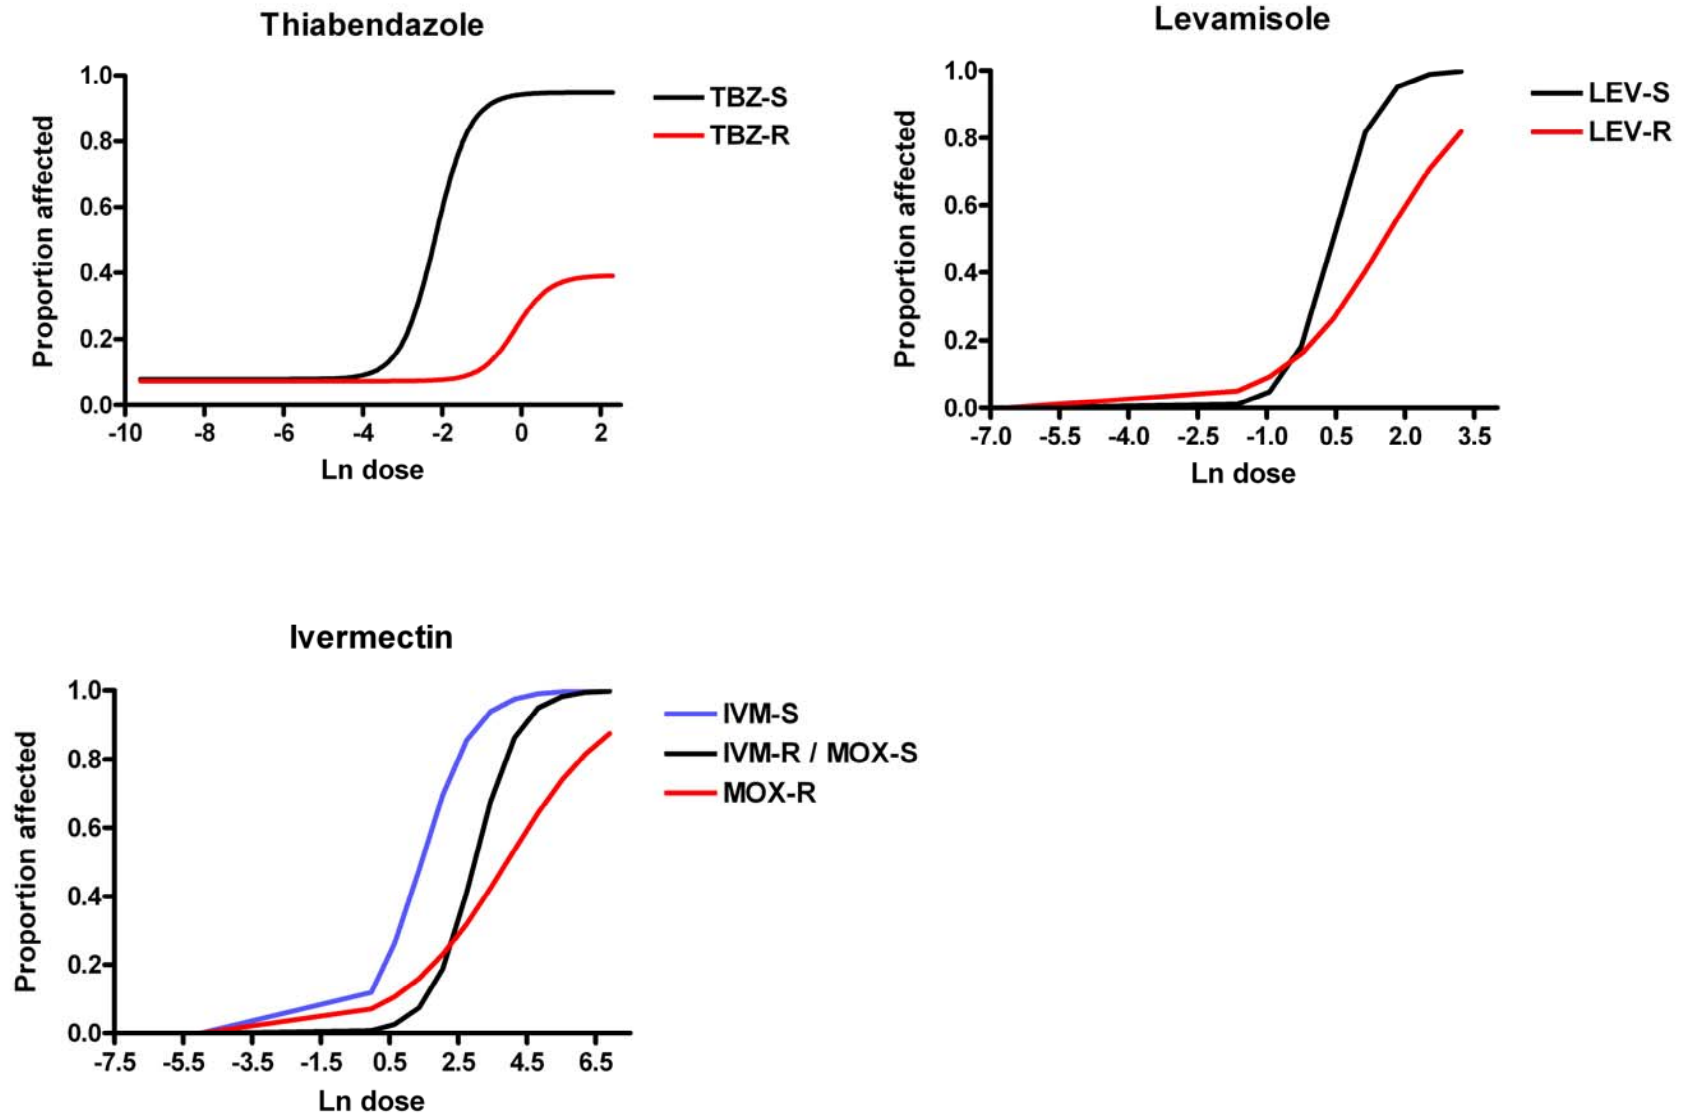 Thiabendazole
Proportion affected
1.0
0.8
0.6
0.4
0.2
0.0
-10 -8 -6 -4 -2 0 2
Ln dose
TBZ-S
TBZ-R
Levamisole
Proportion affected
1.0
0.8
0.6
0.4
0.2
0.0
-7.0 -5.5 -4.0 -2.5 -1.0 0.5 2.0 3.5
Ln dose
LEV-S
LEV-R
Ivermectin
Proportion affected
1.0
0.8
0.6
0.4
0.2
0.0
-7.5 -5.5 -3.5 -1.5 0.5 2.5 4.5 6.5
Ln dose
IVM-S
IVM-R / MOX-S
MOX-R